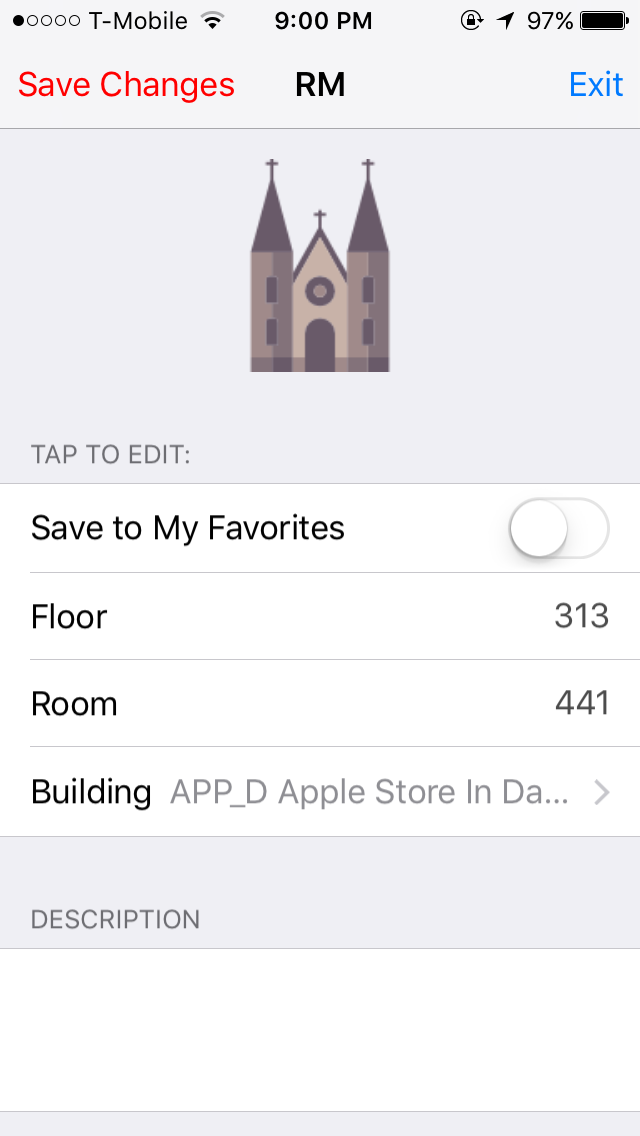 T-Mobile 9:00 PM 97%
Save Changes RM Exit
TAP TO EDIT:
Save to My Favorites
Floor 313
Room 441
Building APP_D Apple Store In Da...
DESCRIPTION